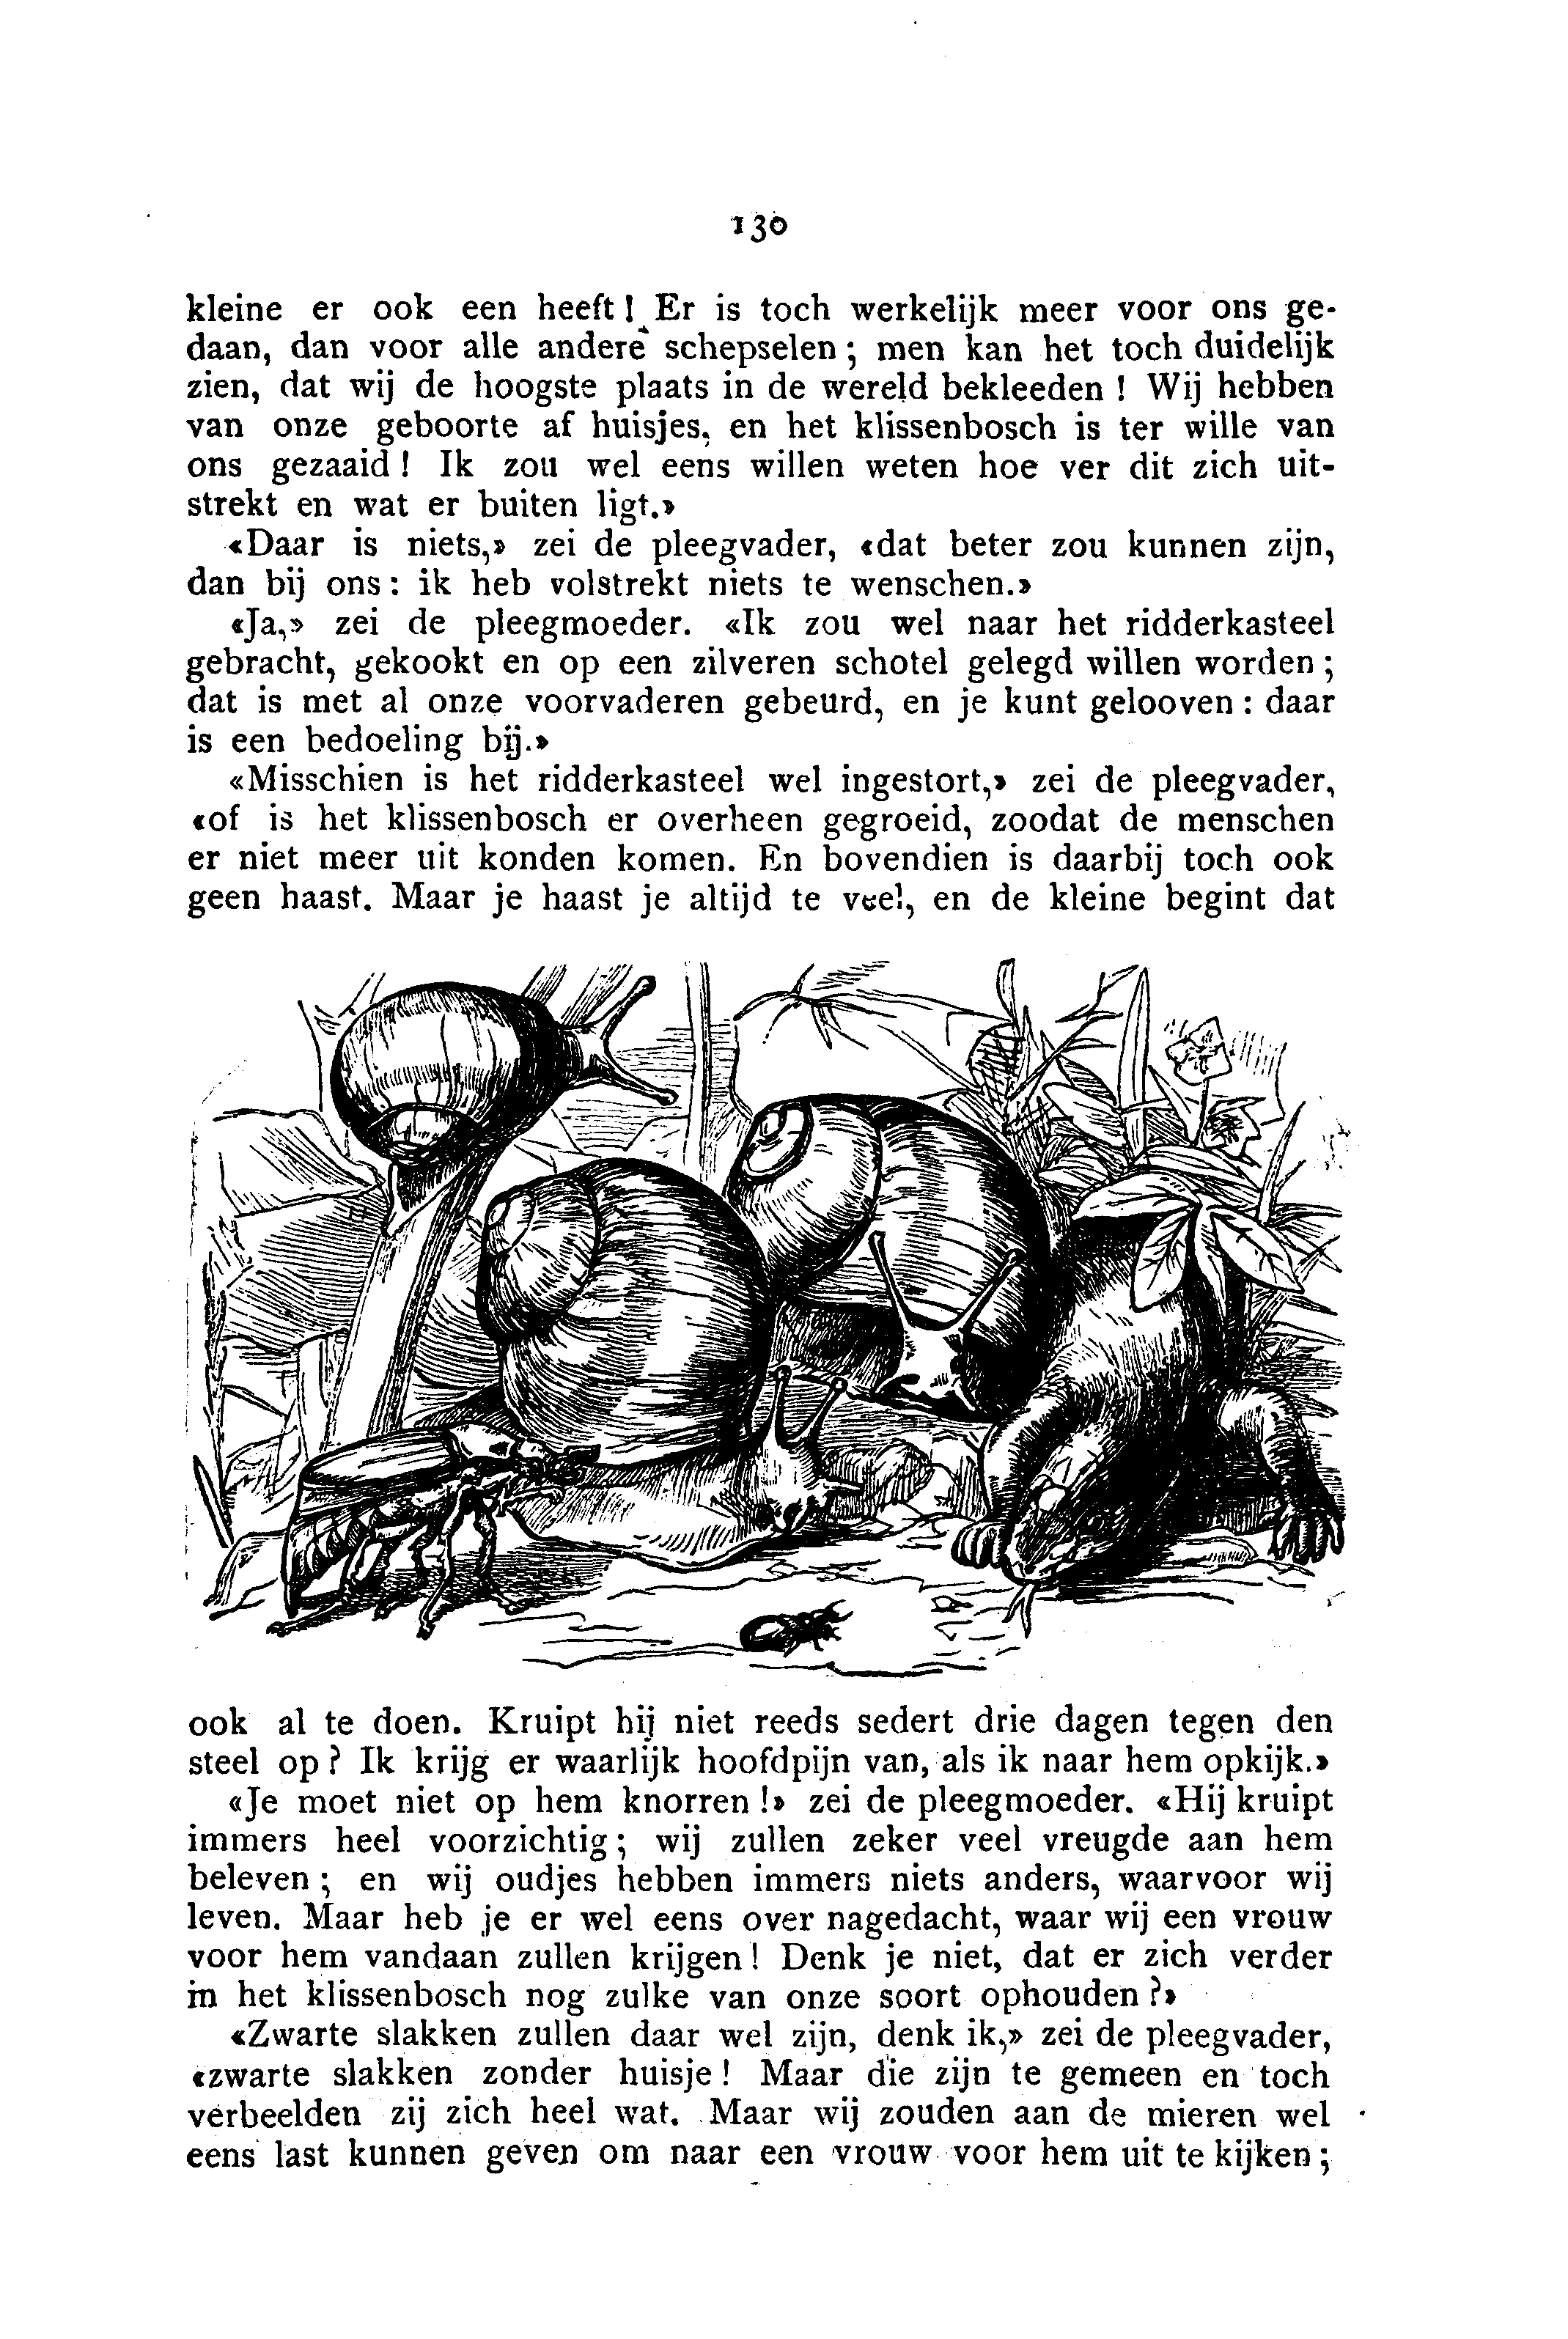 130
kleine er ook een heeft! Er is toch werkelijk meer voor ons ge-
daan, dan voor alle andere schepselen; men kan het toch duidelijk
zien, dat wij de hoogste plaats in de wereld bekleeden! Wij hebben
van onze geboorte af huisjes, en het klissenbosch is ter wille van
ons gezaaid! Ik zou wel eens willen weten hoe ver dit zich uit-
strekt en wat er buiten ligt.»
«Daar is niets,» zei de pleegvader, «dat beter zou kunnen zijn,
dan bij ons: ik heb volstrekt niets te wenschen.»
«Ja,» zei de pleegmoeder. «Ik zou wel naar het ridderkasteel
gebracht, gekookt en op een zilveren schotel gelegd willen worden;
dat is met al onze voorvaderen gebeurd, en je kunt gelooven: daar
is een bedoeling bij.»
«Misschien is het ridderkasteel wel ingestort,» zei de pleegvader,
«of is het klissenbosch er overheen gegroeid, zoodat de menschen
er niet meer uit konden komen. En bovendien is daarbij toch ook
geen haast. Maar je haast je altijd te veel, en de kleine begint dat
ook al te doen. Kruipt hij niet reeds sedert drie dagen tegen den
steel op? Ik krijg er waarlijk hoofdpijn van, als ik naar hem opkijk.»
«Je moet niet op hem knorren!» zei de pleegmoeder. «Hij kruipt
immers heel voorzichtig; wij zullen zeker veel vreugde aan hem
beleven; en wij oudjes hebben immers niets anders, waarvoor wij
leven. Maar heb je er wel eens over nagedacht, waar wij een vrouw
voor hem vandaan zullen krijgen! Denk je niet, dat er zich verder
in het klissenbosch nog zulke van onze soort ophouden?»
«Zwarte slakken zullen daar wel zijn, denk ik,» zei de pleegvader,
«zwarte slakken zonder huisje! Maar die zijn te gemeen en toch
verbeelden zij zich heel wat. Maar wij zouden aan de mieren wel
eens last kunnen geven om naar een vrouw voor hem uit te kijken;